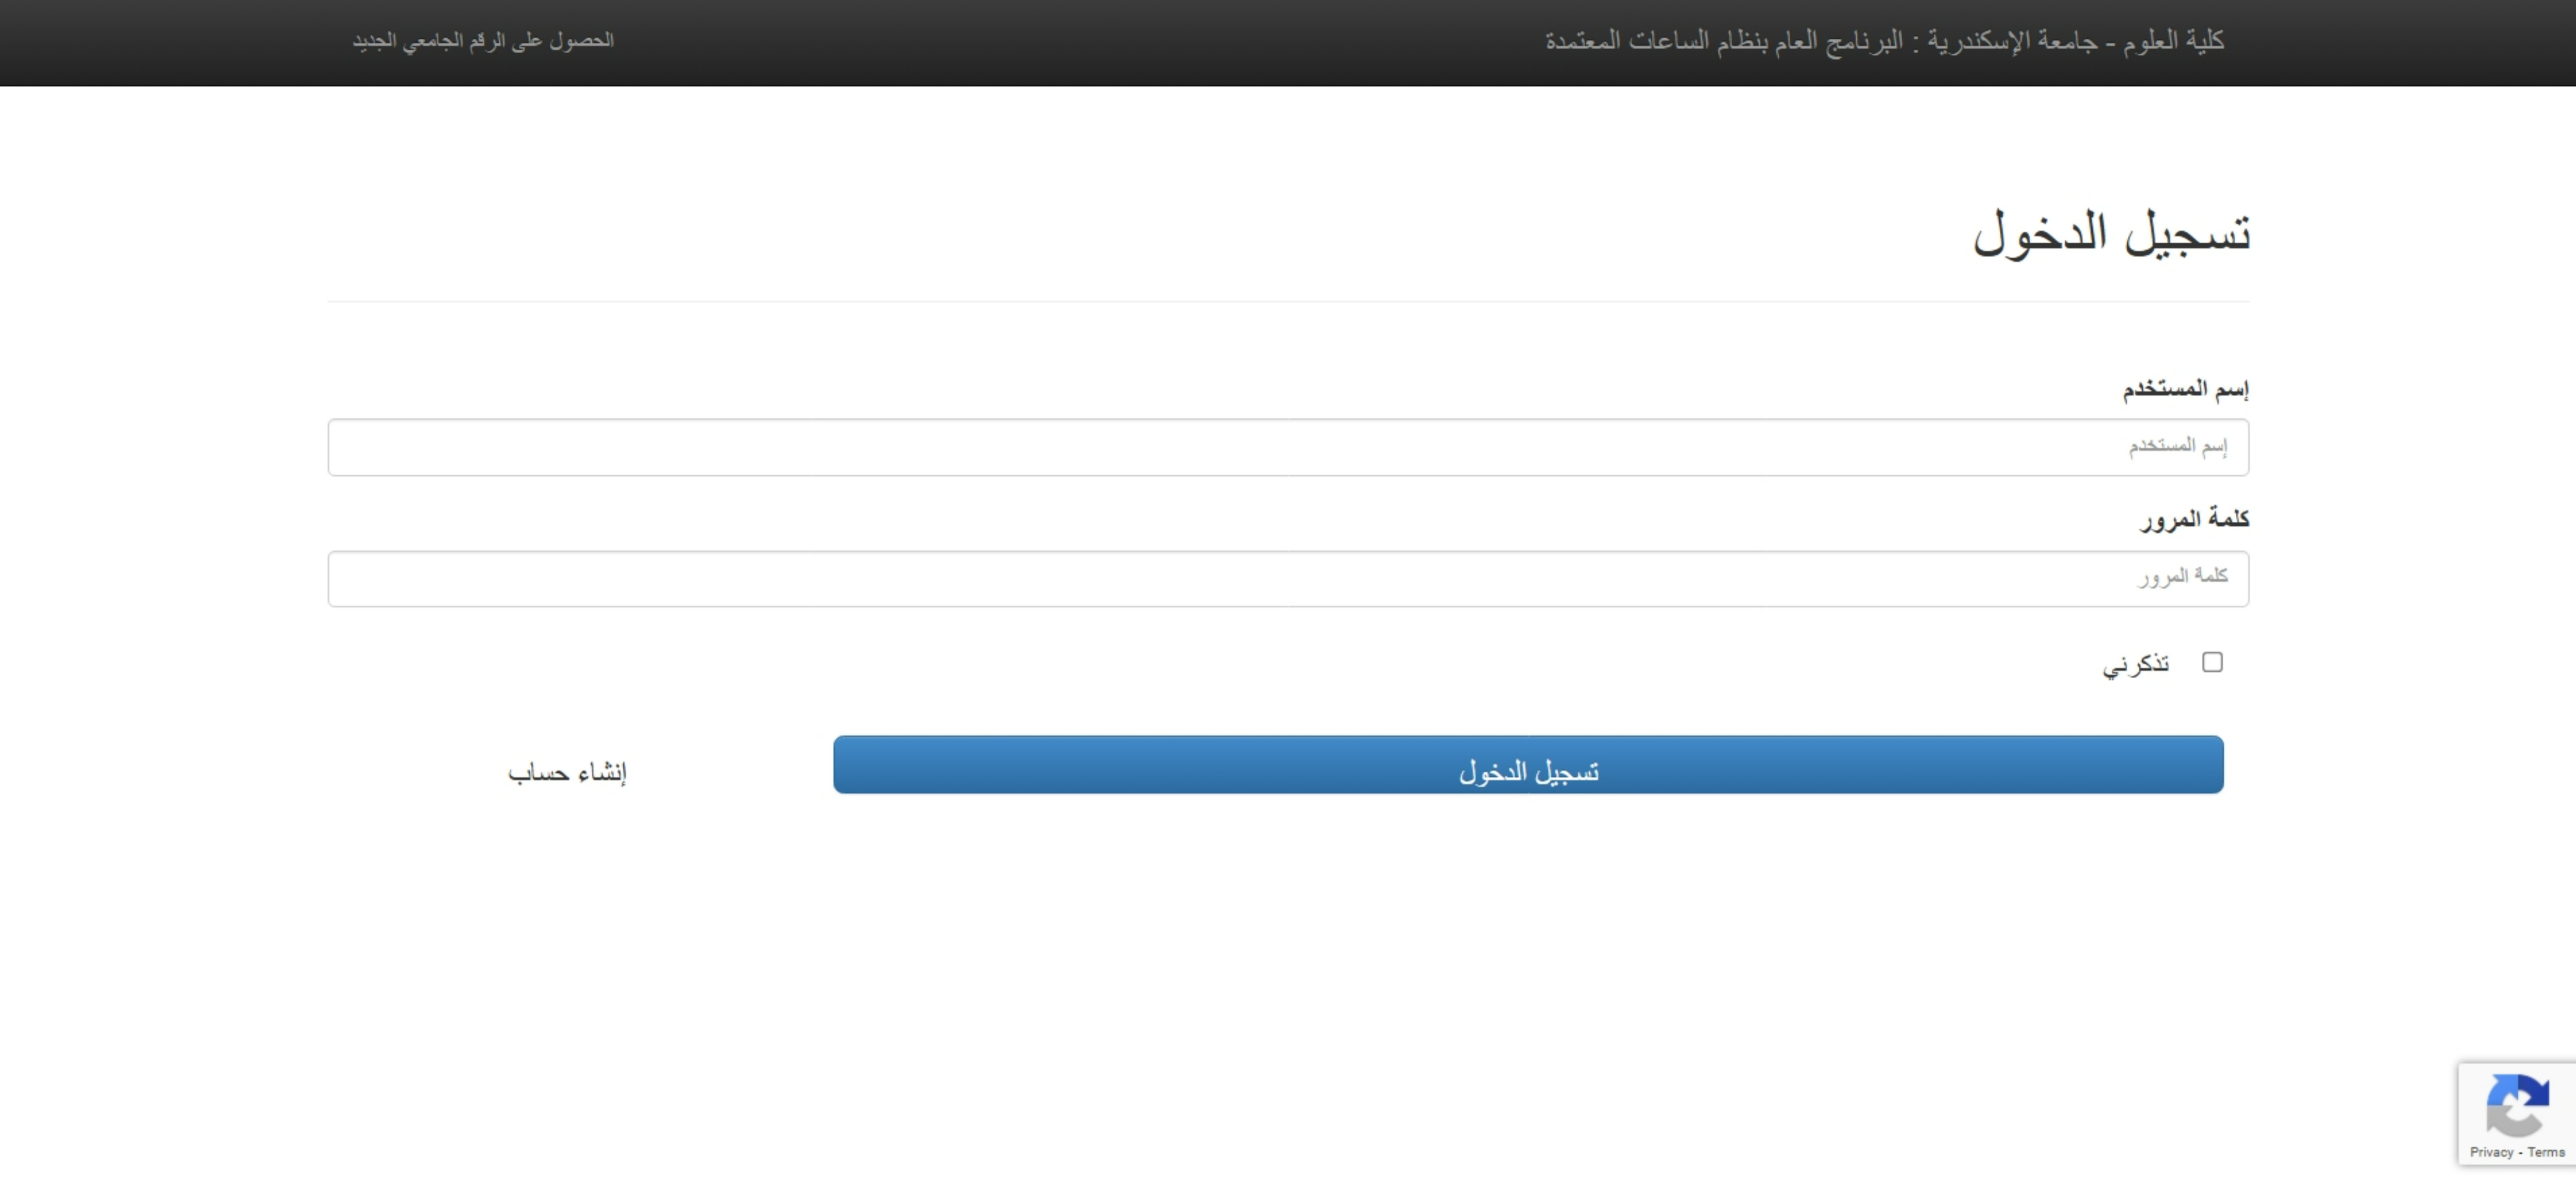 كلية العلوم - جامعة الإسكندرية : البرنامج العام بنظام الساعات المعتمدة
الحصول على الرقم الجامعي الجديد
تسجيل الدخول
إسم المستخدم
إسم المستخدم
كلمة المرور
كلمة المرور
تذكرني
تسجيل الدخول
إنشاء حساب
Privacy - Terms